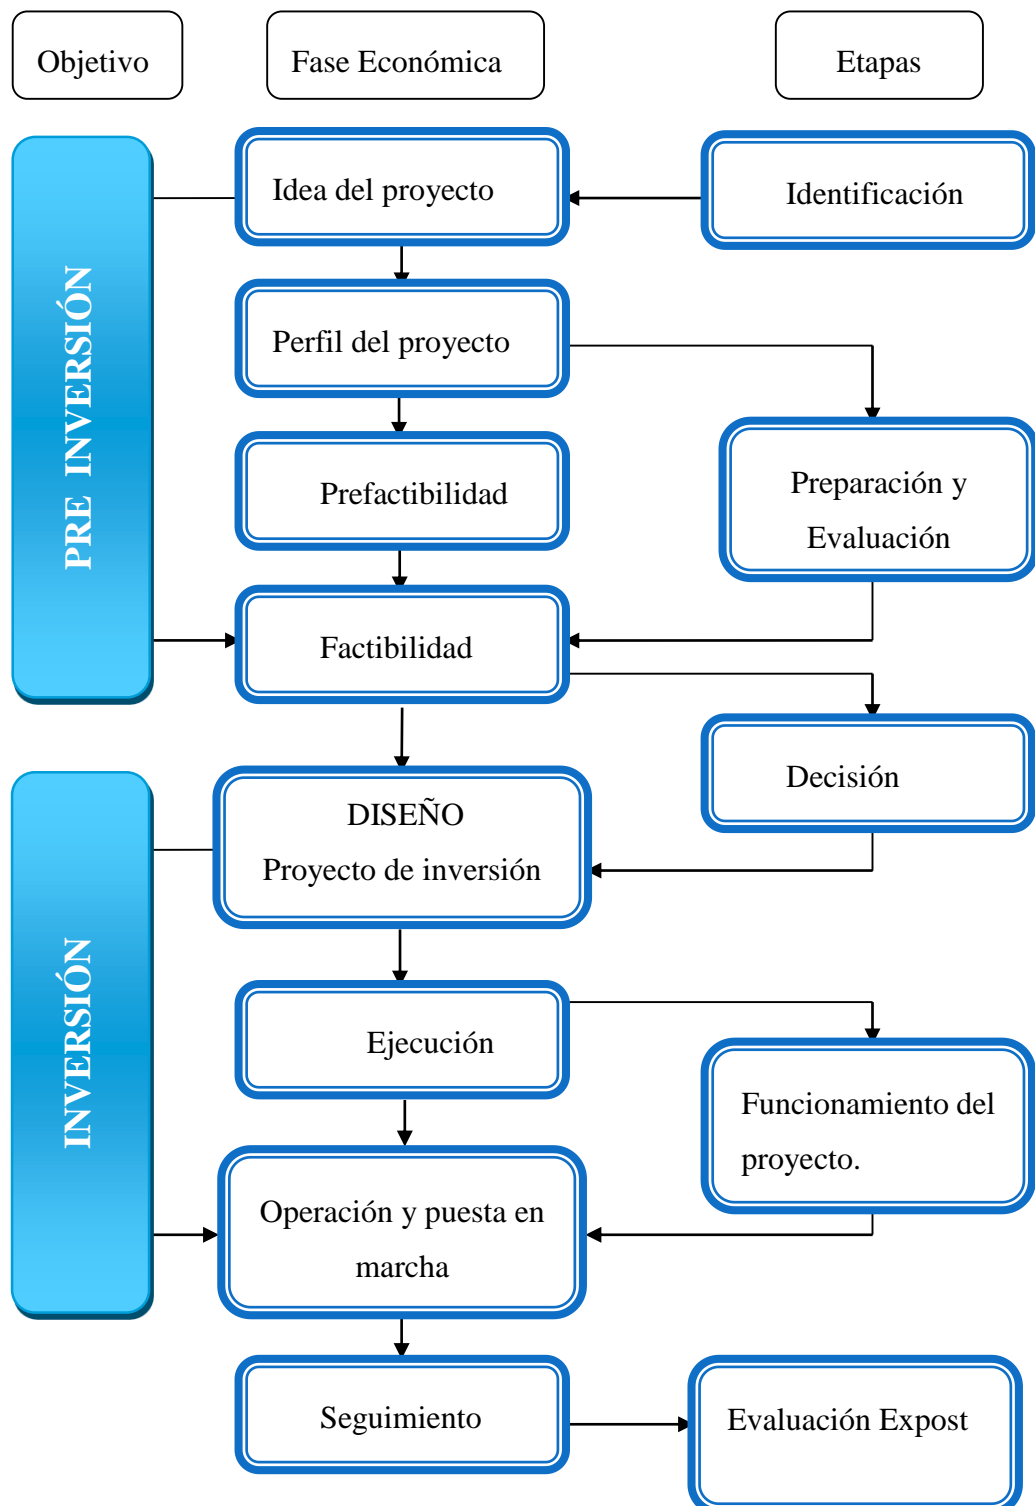 Objetivo
Fase Económica
Etapas
PRE INVERSIÓN
Idea del proyecto
Identificación
Perfil del proyecto
Prefactibilidad
Preparación y
Evaluación
Factibilidad
Decisión
INVERSIÓN
DISEÑO
Proyecto de inversión
Ejecución
Funcionamiento del
proyecto.
Operación y puesta en
marcha
Seguimiento
Evaluación Expost